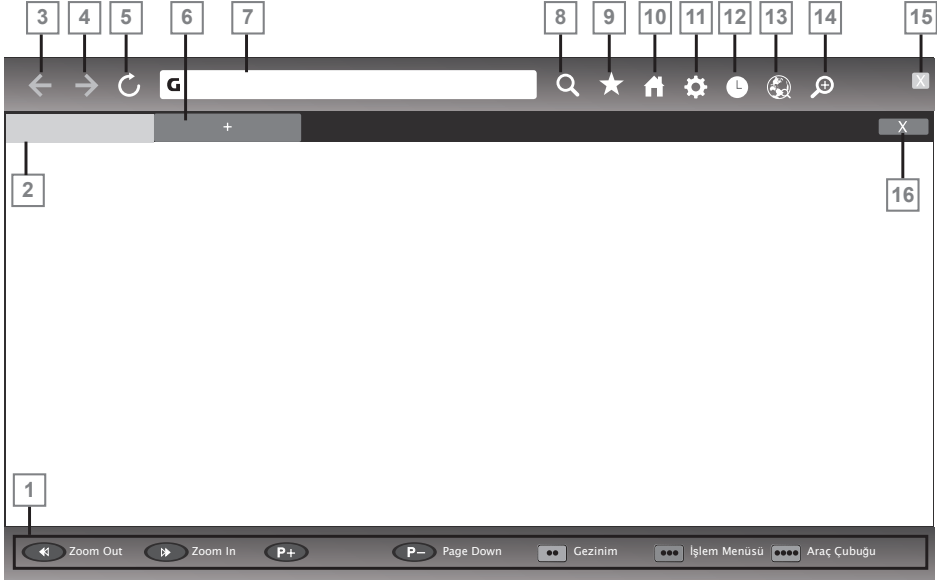 3 4 5 6 7 8 9 10 11 12 13 14 15
G X
+ X
2 16
1
Zoom Out Zoom In P+ P− Page Down Gezinim İşlem Menüsü Araç Çubuğu